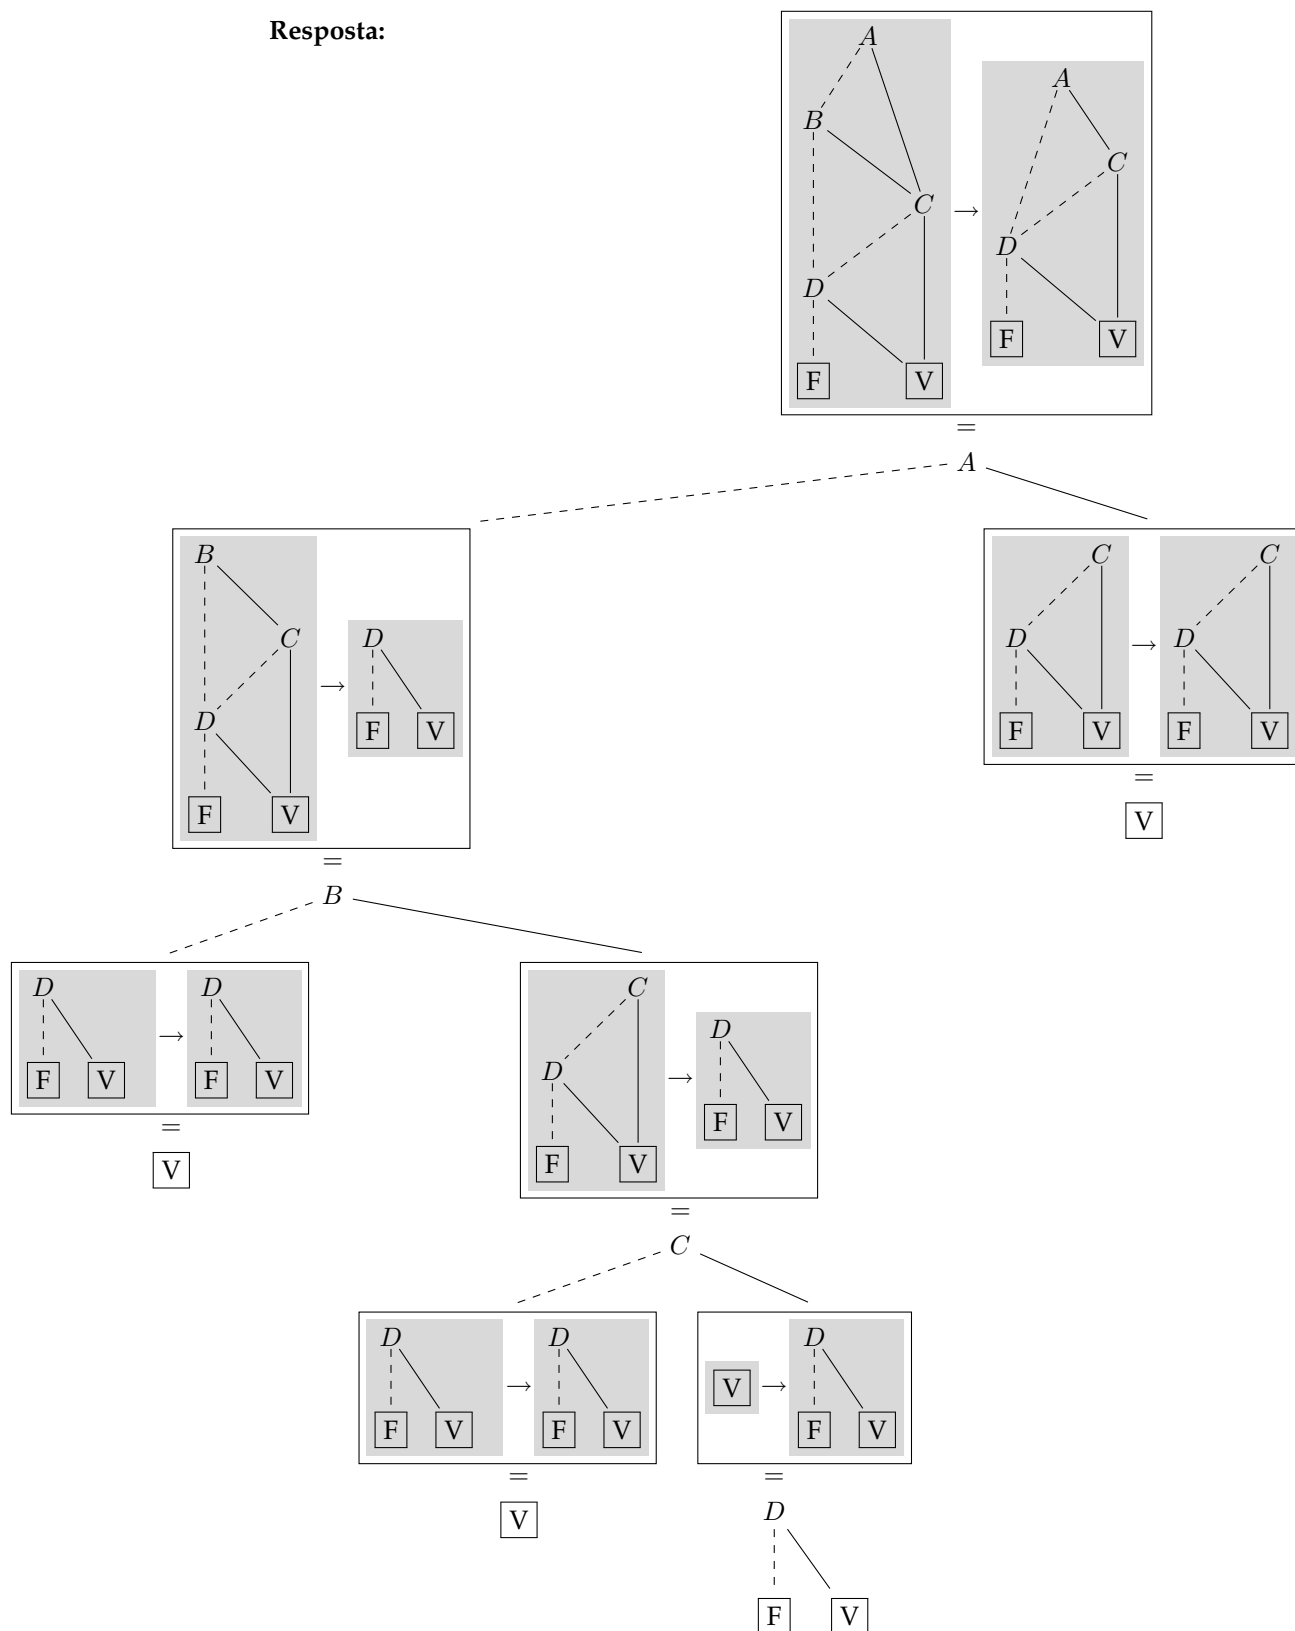 Resposta:
A
A
B
C
C
→
D
D
F V
F V
=
A
B
C
C
C
D
→
D
→
D
F V
D
F V F V
=
F V
V
=
B
D
D
C
→
D
F V
F V
D
→
=
F V
V
F V
=
C
D
D
D
→
V
→
F V
F V
F V
=
=
V
D
F V